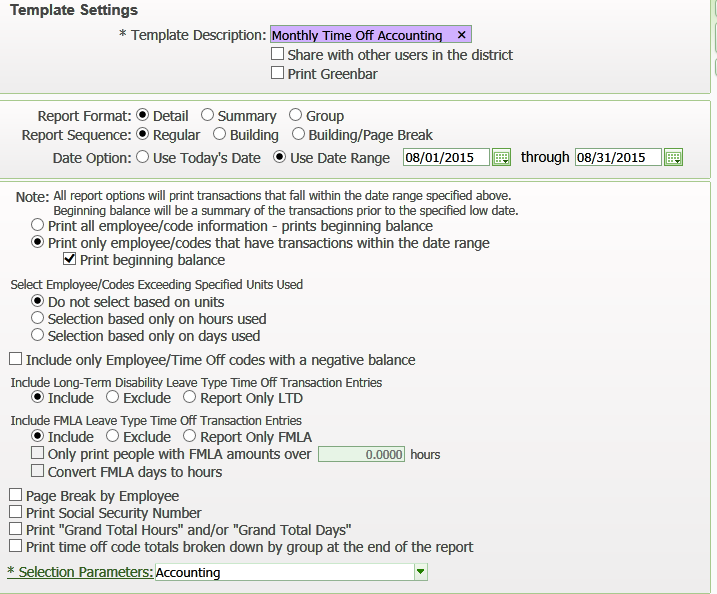 Template Settings
* Template Description: Monthly Time Off Accounting ×
Share with other users in the district
Print Greenbar
Report Format: Detail Summary Group
Report Sequence: Regular Building Building/Page Break
Date Option: Use Today's Date Use Date Range 08/01/2015 through 08/31/2015
Note: All report options will print transactions that fall within the date range specified above.
Beginning balance will be a summary of the transactions prior to the specified low date.
Print all employee/code information - prints beginning balance
Print only employee/codes that have transactions within the date range
Print beginning balance
Select Employee/Codes Exceeding Specified Units Used
Do not select based on units
Selection based only on hours used
Selection based only on days used
Include only Employee/Time Off codes with a negative balance
Include Long-Term Disability Leave Type Time Off Transaction Entries
Include Exclude Report Only LTD
Include FMLA Leave Type Time Off Transaction Entries
Include Exclude Report Only FMLA
Only print people with FMLA amounts over 0.0000 hours
Convert FMLA days to hours
Page Break by Employee
Print Social Security Number
Print "Grand Total Hours" and/or "Grand Total Days"
Print time off code totals broken down by group at the end of the report
* Selection Parameters: Accounting